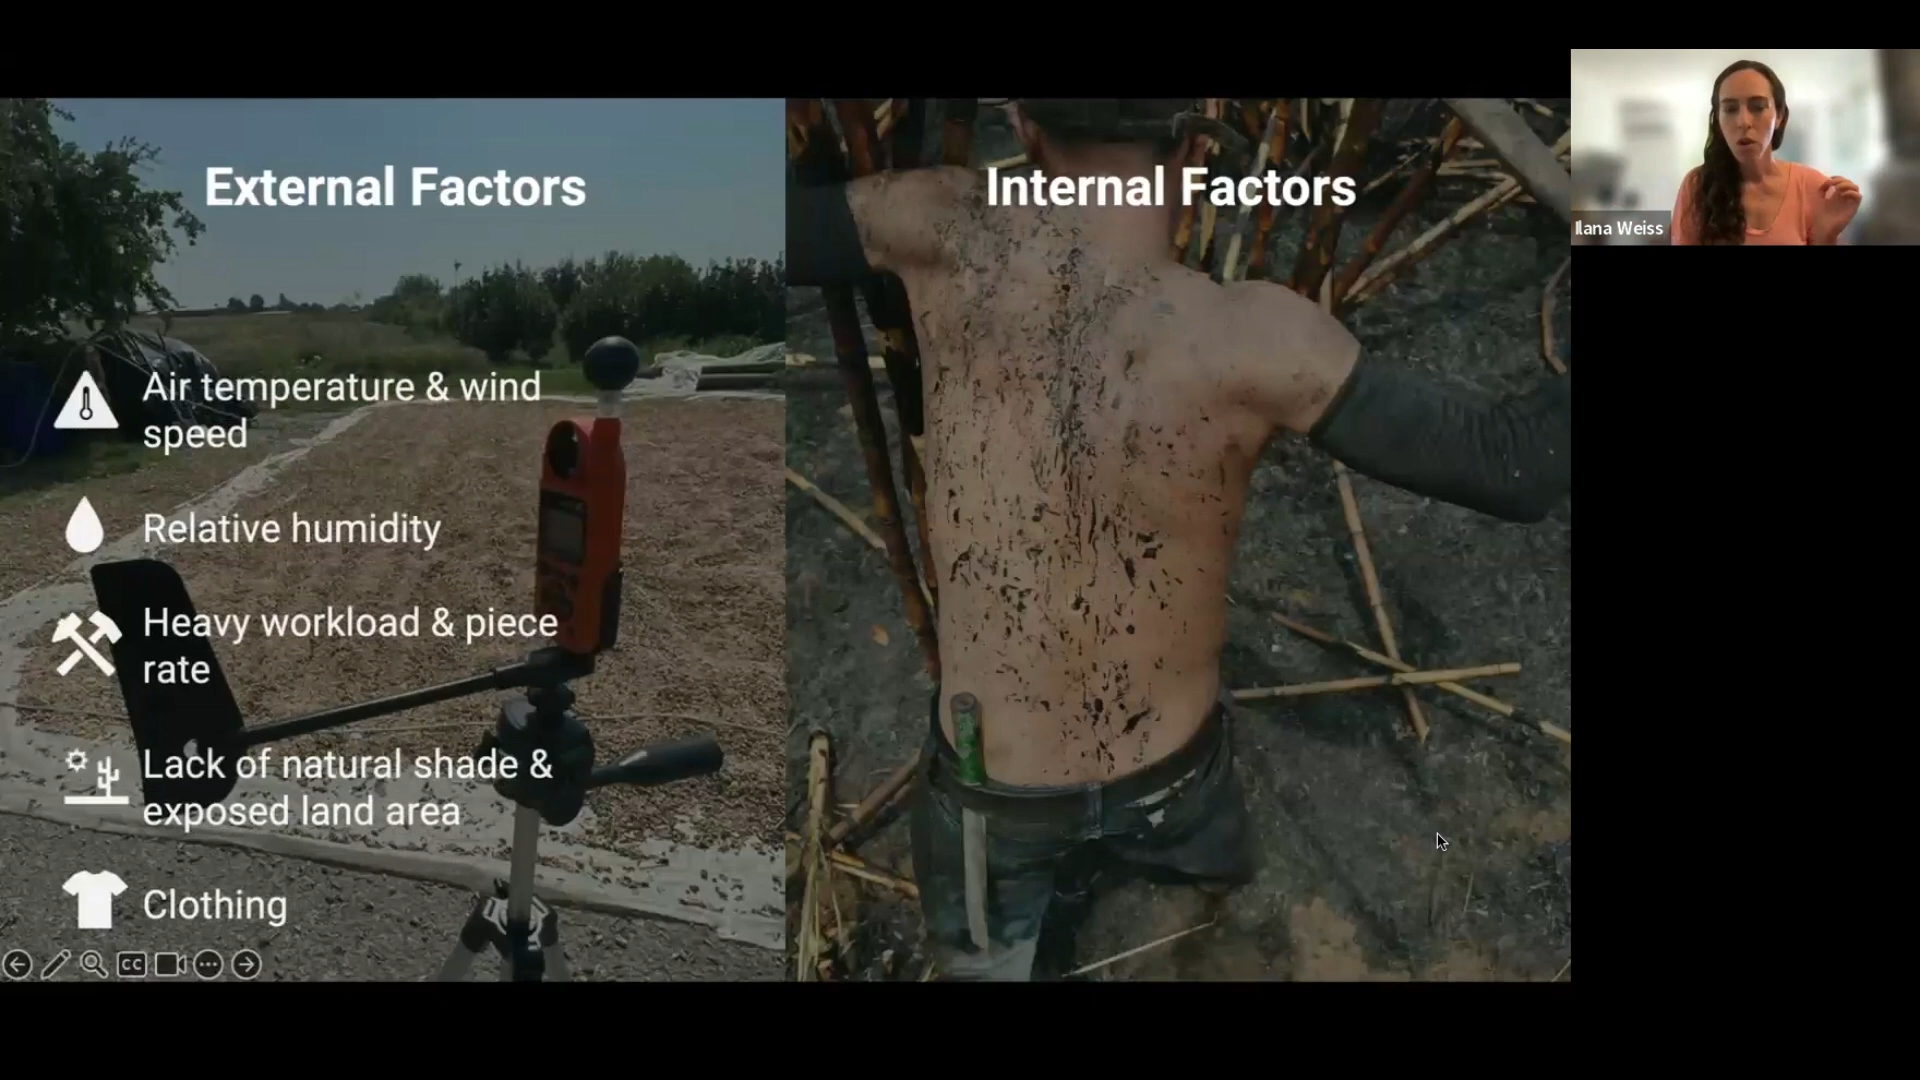 External Factors
Air temperature & wind
speed
Relative humidity
Heavy workload & piece
rate
Lack of natural shade &
exposed land area
Clothing
CC
Internal Factors
Ilana Weiss